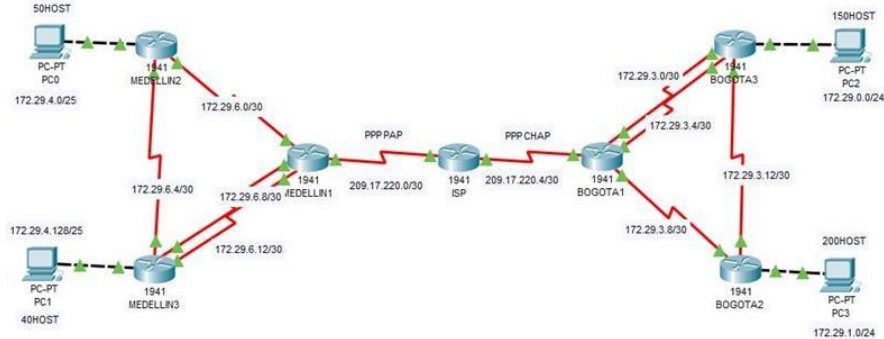 50HOST
PC-PT
PC0
172.29.4.0/25
1941
MEDELLIN2
172.29.6.0/30
172.29.6.4/30
172.29.4.128/25
PC-PT
PC1
40HOST
1941
MEDELLIN3
172.29.6.8/30
172.29.6.12/30
1941
MEDELLIN1
PPP PAP
209.17.220.0/30
1941
ISP
PPP CHAP
209.17.220.4/30
1941
BOGOTA1
172.29.3.0/30
172.29.3.4/30
172.29.3.8/30
172.29.3.12/30
1941
BOGOTA3
150HOST
PC-PT
PC2
172.29.0.0/24
1941
BOGOTA2
200HOST
PC-PT
PC3
172.29.1.0/24